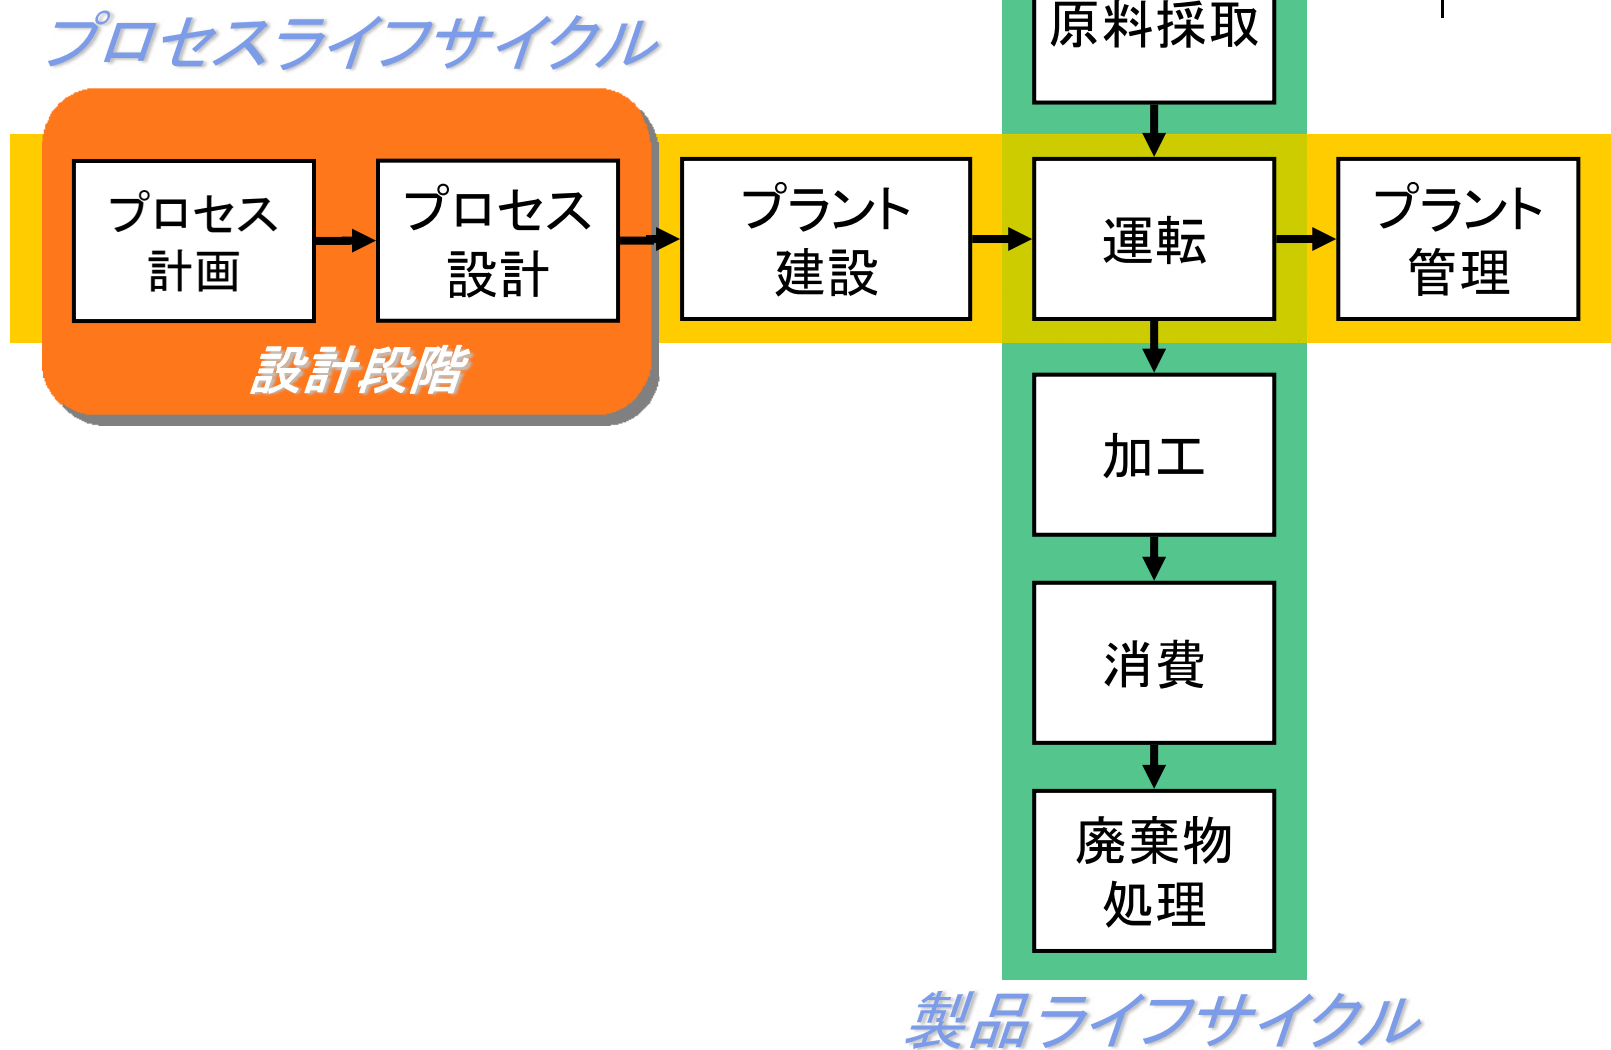 プロセスライフサイクル
原料採取
プロセス
計画
プロセス
設計
プラント
建設
運転
プラント
管理
設計段階
加工
消費
廃棄物
処理
製品ライフサイクル